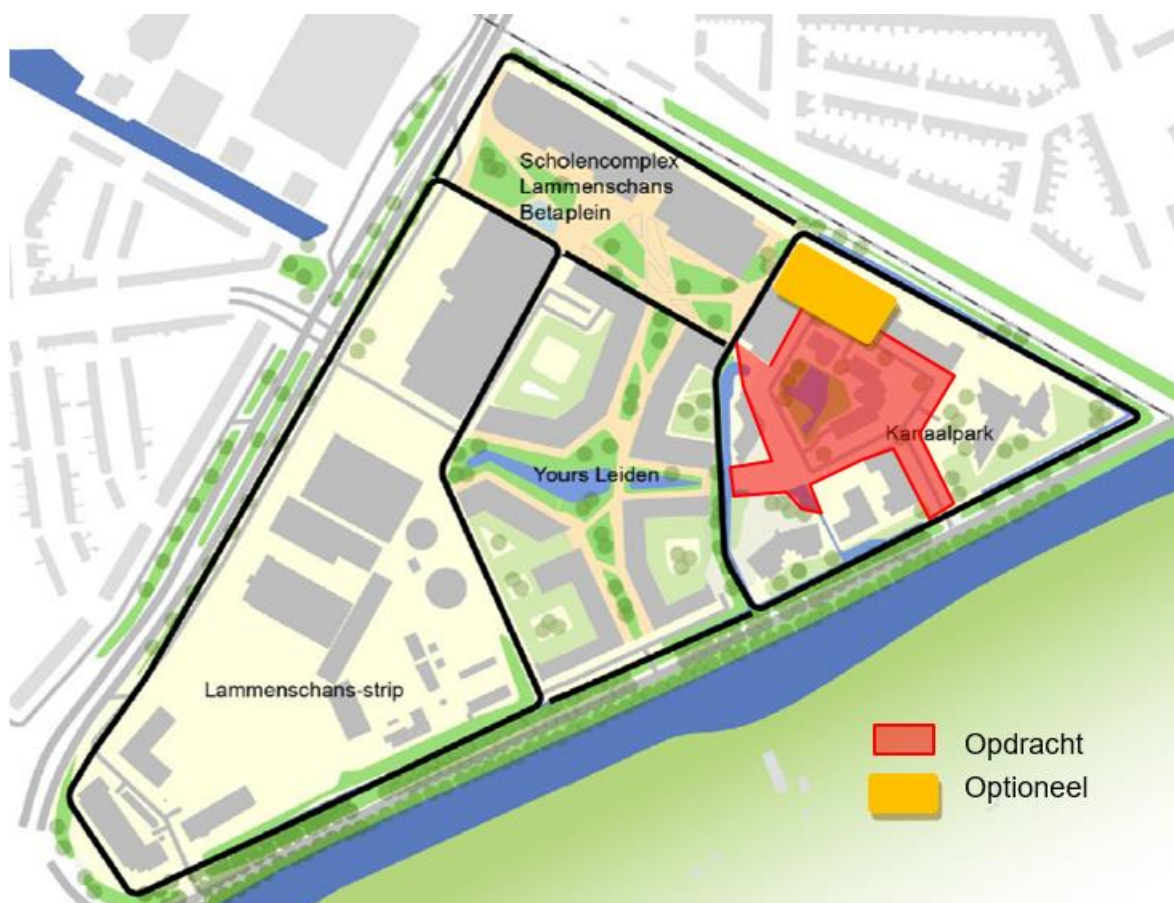 Scholencomplex
Lammenschans
Betaplein
Kanaalpark
Yours Leiden
Lammenschans-strip
Opdracht
Optioneel